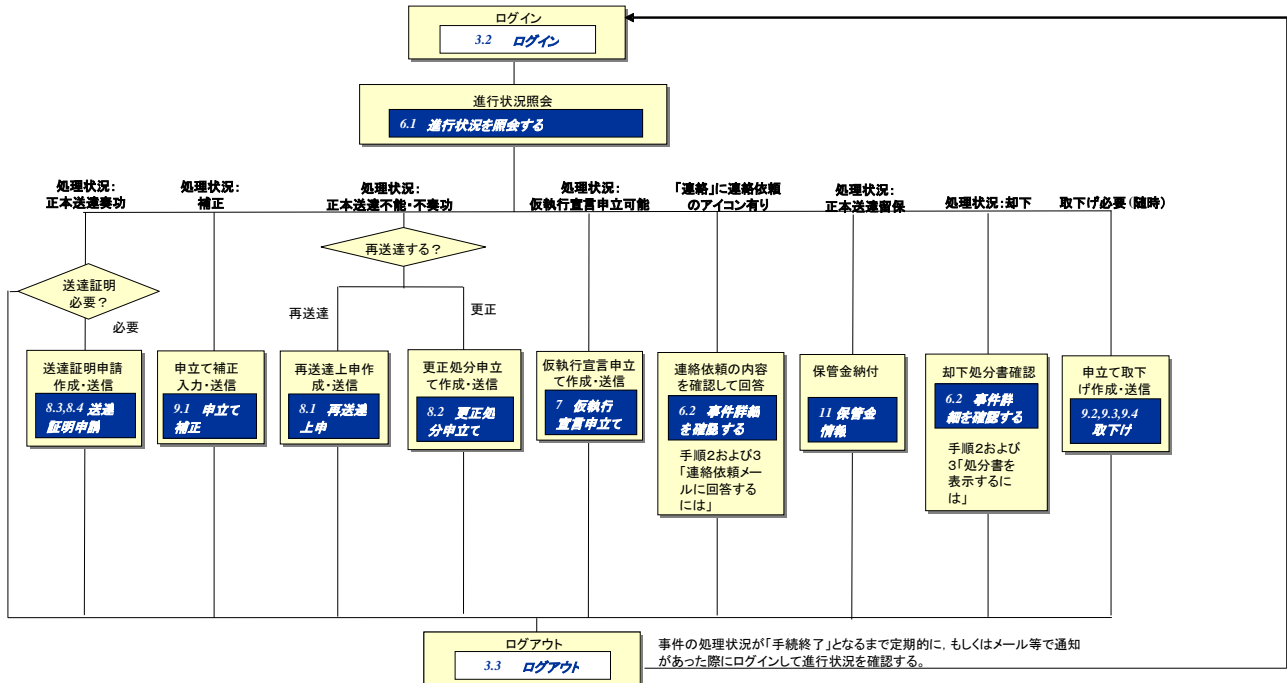 ログイン
3.2 ログイン
進行状況照会
6.1 進行状況を照会する
処理状況：
正本送達奏功
処理状況：
補正
処理状況：
正本送達不能・不奏功
処理状況：
仮執行宣言申立可能
「連絡」に連絡依頼
のアイコン有り
処理状況：
正本送達留保
処理状況：却下
取下げ必要（随時）
送達証明
必要？
必要
再送達する？
再送達
更正
送達証明申請
作成・送信
8.3,8.4 送達
証明申請
申立て補正
入力・送信
9.1 申立て
補正
再送達上申作
成・送信
8.1 再送達
上申
更正処分申立
て作成・送信
8.2 更正処
分申立て
仮執行宣言申立
て作成・送信
7 仮執行
宣言申立て
連絡依頼の内容
を確認して回答
6.2 事件詳細
を確認する
手順2および3
「連絡依頼メー
ルに回答する
には」
保管金納付
11 保管金
情報
却下処分書確認
6.2 事件詳
細を確認する
手順2および
3「処分書を
表示するに
は」
申立て取下
げ作成・送信
9.2,9.3,9.4
取下げ
ログアウト
3.3 ログアウト
事件の処理状況が「手続終了」となるまで定期的に，もしくはメール等で通知
があった際にログインして進行状況を確認する。